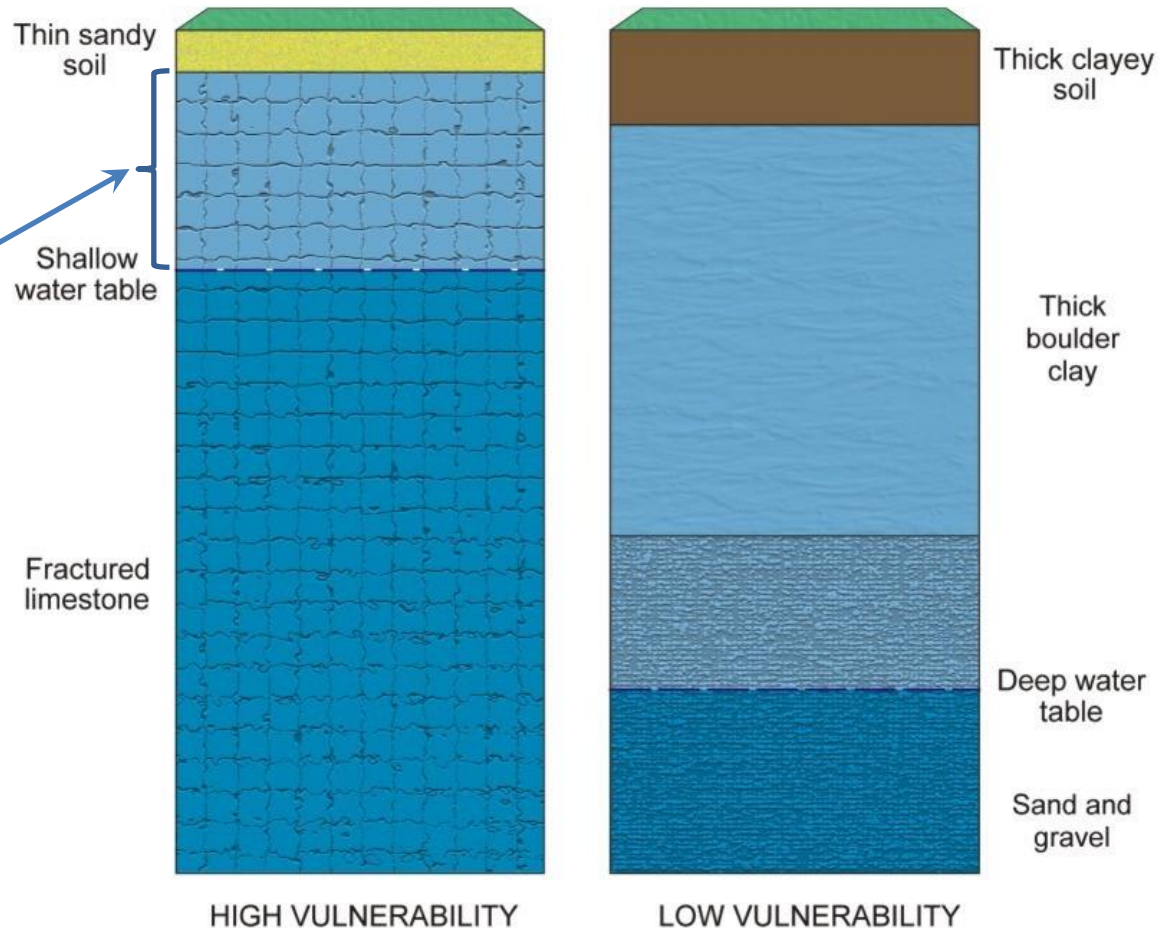 Thin sandy
soil
Shallow
water table
Fractured
limestone
HIGH VULNERABILITY
Thick clayey
soil
Thick
boulder
clay
Deep water
table
Sand and
gravel
LOW VULNERABILITY